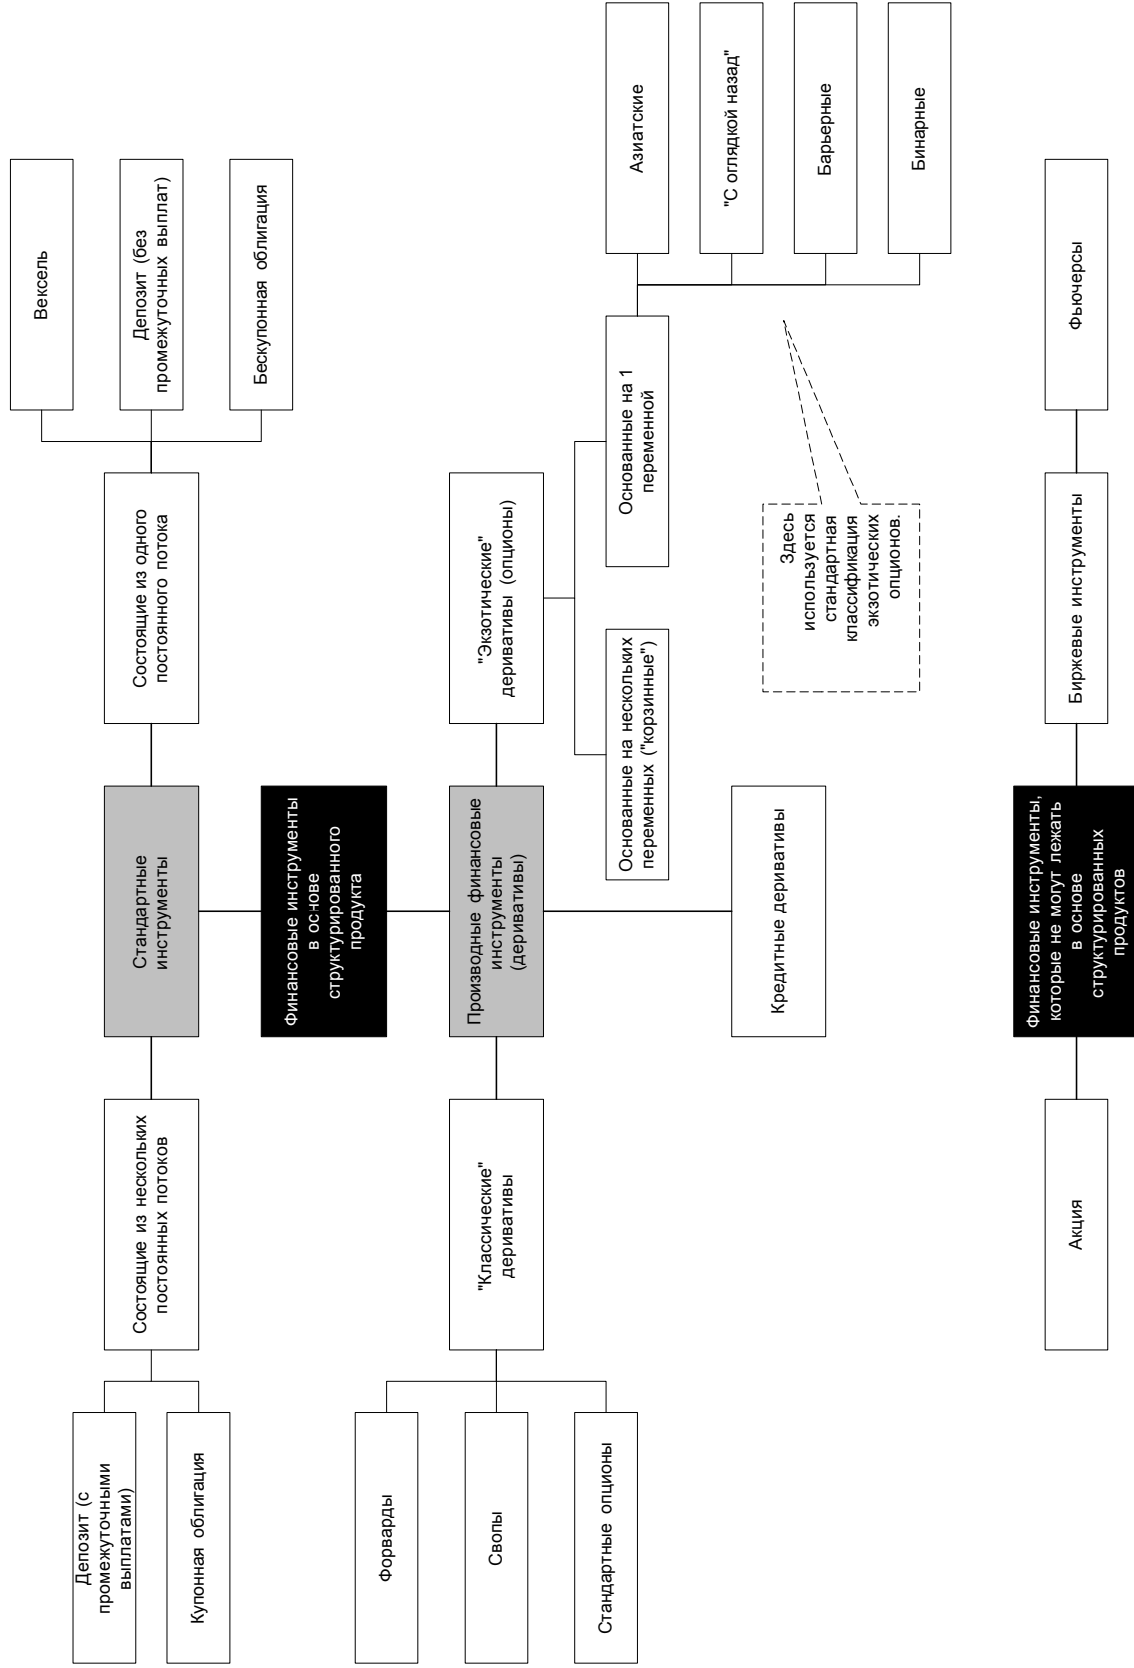 Депозит (с
промежуточными
выплатами)
Купонная облигация
Состоящие из нескольких
постоянных потоков
Стандартные
инструменты
Состоящие из одного
постоянного потока
Вексель
Депозит (без
промежуточных выплат)
Бескупонная облигация
Финансовые инструменты
в основе
структурированного
продукта
Форварды
Свопы
Стандартные опционы
"Классические"
деривативы
Производные финансовые
инструменты
(деривативы)
"Экзотические"
деривативы (опционы)
Основанные на нескольких
переменных ("корзинные")
Основанные на 1
переменной
Азиатские
"С оглядкой назад"
Барьерные
Бинарные
Кредитные деривативы
Здесь
используется
стандартная
классификация
экзотических
опционов.
Акция
Финансовые инструменты,
которые не могут лежать
в основе
структурированных
продуктов
Биржевые инструменты
Фьючерсы